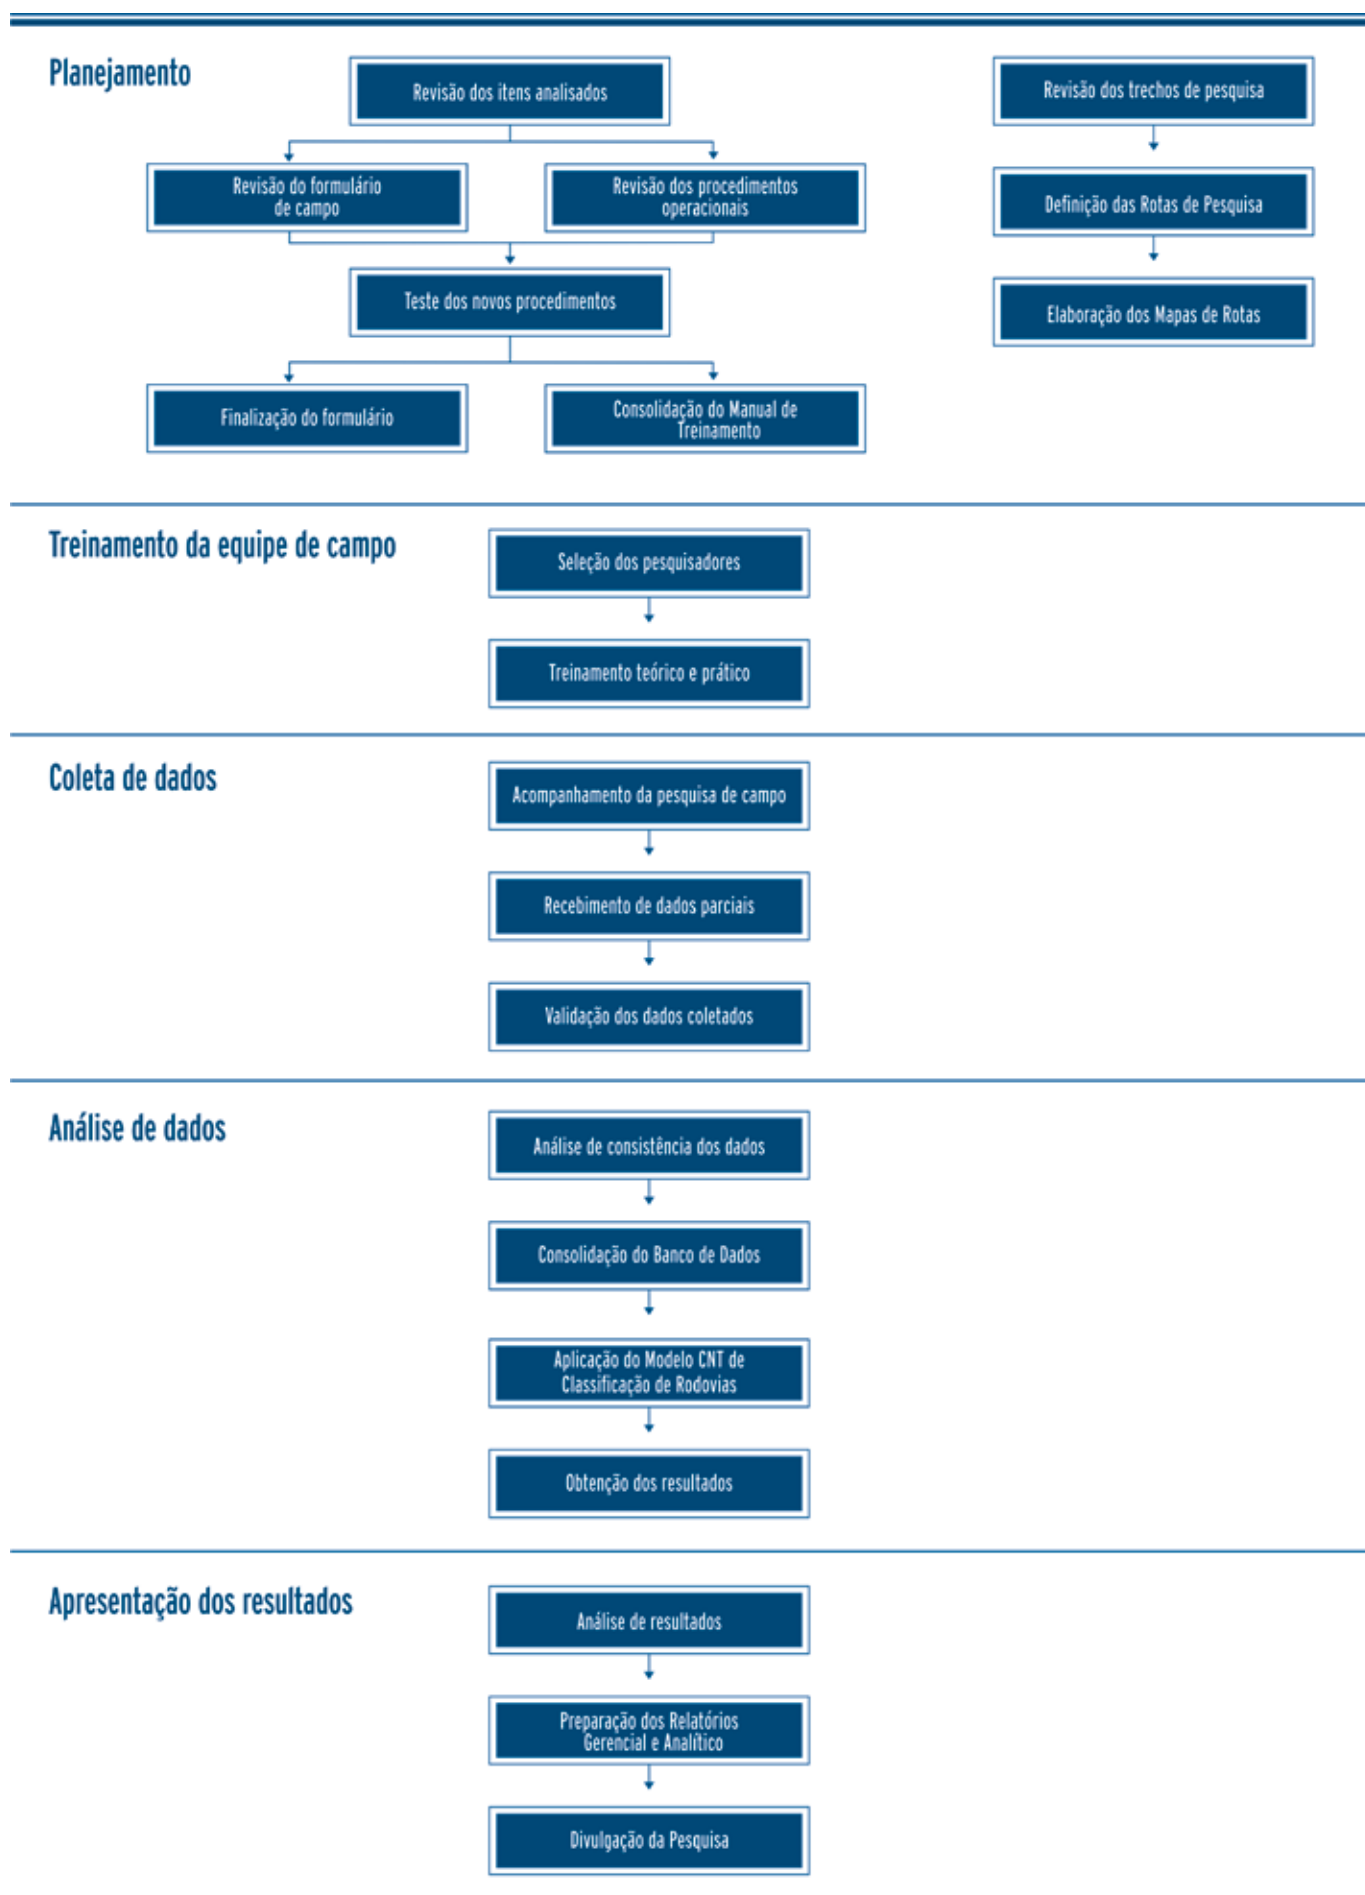 Planejamento
Revisão dos itens analisados
Revisão do formulário
de campo
Revisão dos procedimentos
operacionais
Teste dos novos procedimentos
Finalização do formulário
Consolidação do Manual de
Treinamento
Revisão dos trechos de pesquisa
Definição das Rotas de Pesquisa
Elaboração dos Mapas de Rotas
Treinamento da equipe de campo
Seleção dos pesquisadores
Treinamento teórico e prático
Coleta de dados
Acompanhamento da pesquisa de campo
Recebimento de dados parciais
Validação dos dados coletados
Análise de dados
Análise de consistência dos dados
Consolidação do Banco de Dados
Aplicação do Modelo CNT de
Classificação de Rodovias
Obtenção dos resultados
Apresentação dos resultados
Análise de resultados
Preparação dos Relatórios
Gerencial e Analítico
Divulgação da Pesquisa